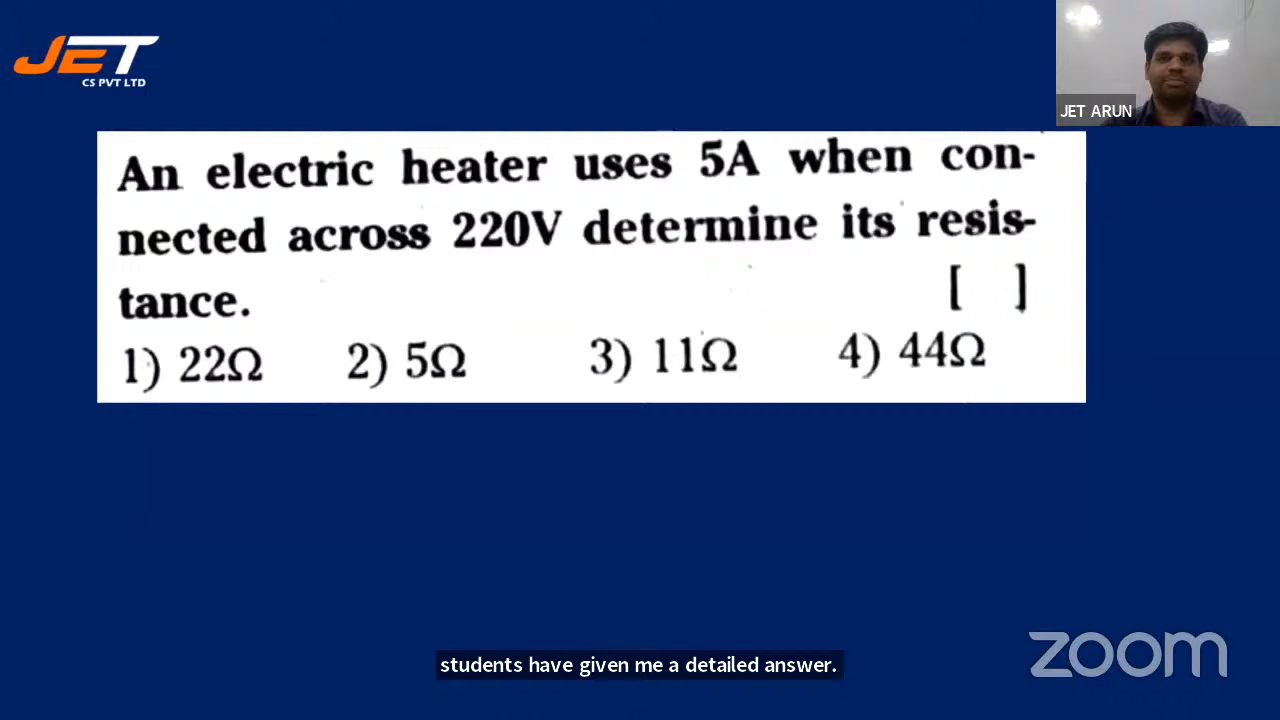 JET
CS PVT LTD
JET ARUN
An electric heater uses 5A when con-
nected across 220V determine its resis-
tance. [ ]
1) 22Ω 2) 5Ω 3) 11Ω 4) 44Ω
students have given me a detailed answer.
zoom